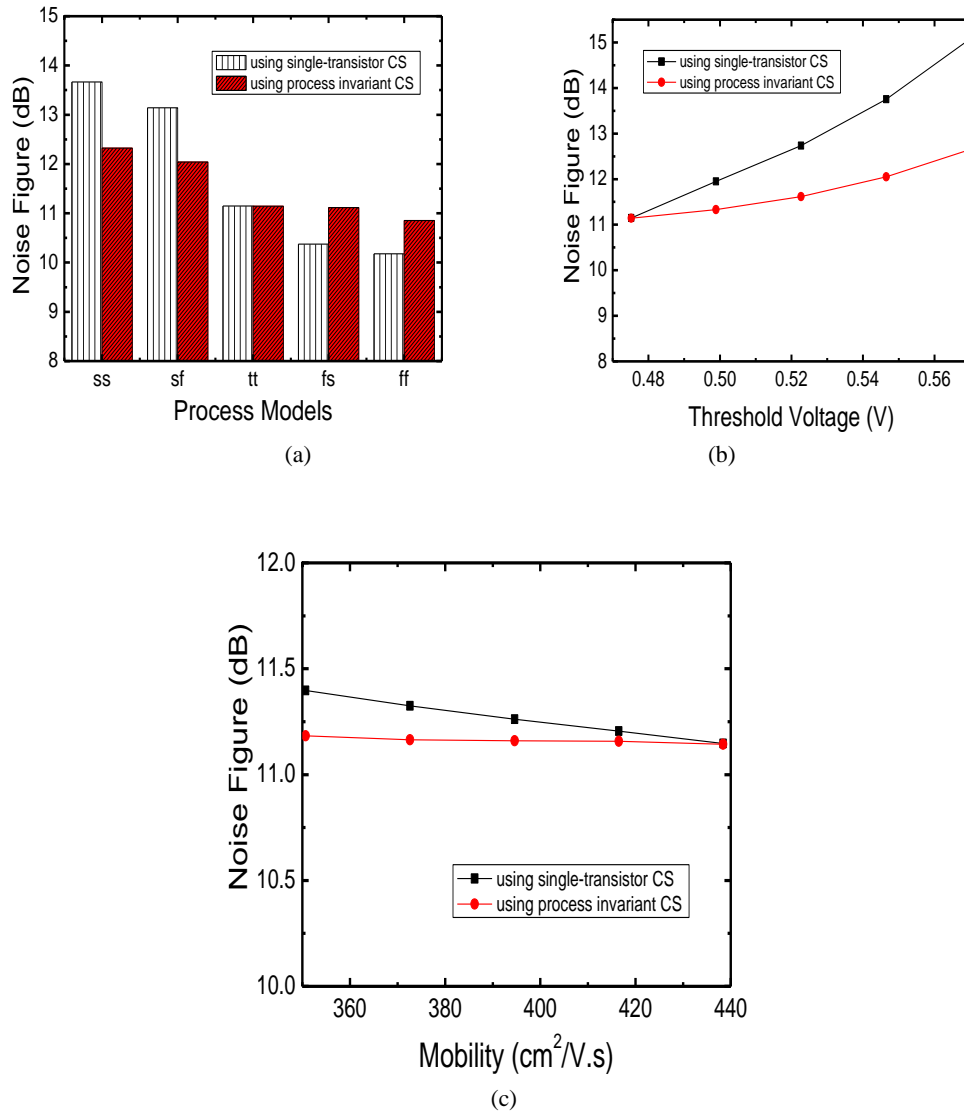 15
14
13
12
11
10
9
8
Noise Figure (dB)
using single-transistor CS
using process invariant CS
ss sf tt fs ff
Process Models
(a)
15
14
13
12
11
10
9
8
Noise Figure (dB)
using single-transistor CS
using process invariant CS
0.48 0.50 0.52 0.54 0.56
Threshold Voltage (V)
(b)
12.0
11.5
11.0
10.5
10.0
Noise Figure (dB)
using single-transistor CS
using process invariant CS
360 380 400 420 440
Mobility (cm²/V.s)
(c)